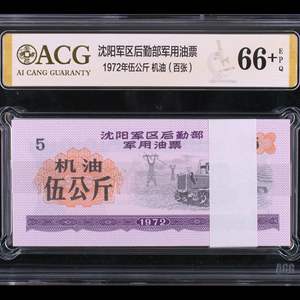 ACG
AI CANG GUARANTY
沈阳军区后勤部军用油票
1972年伍公斤 机油（百张）
66+
EPQ
沈阳军区后勤部
军用油票
5
机油
伍公斤
1972
ACG